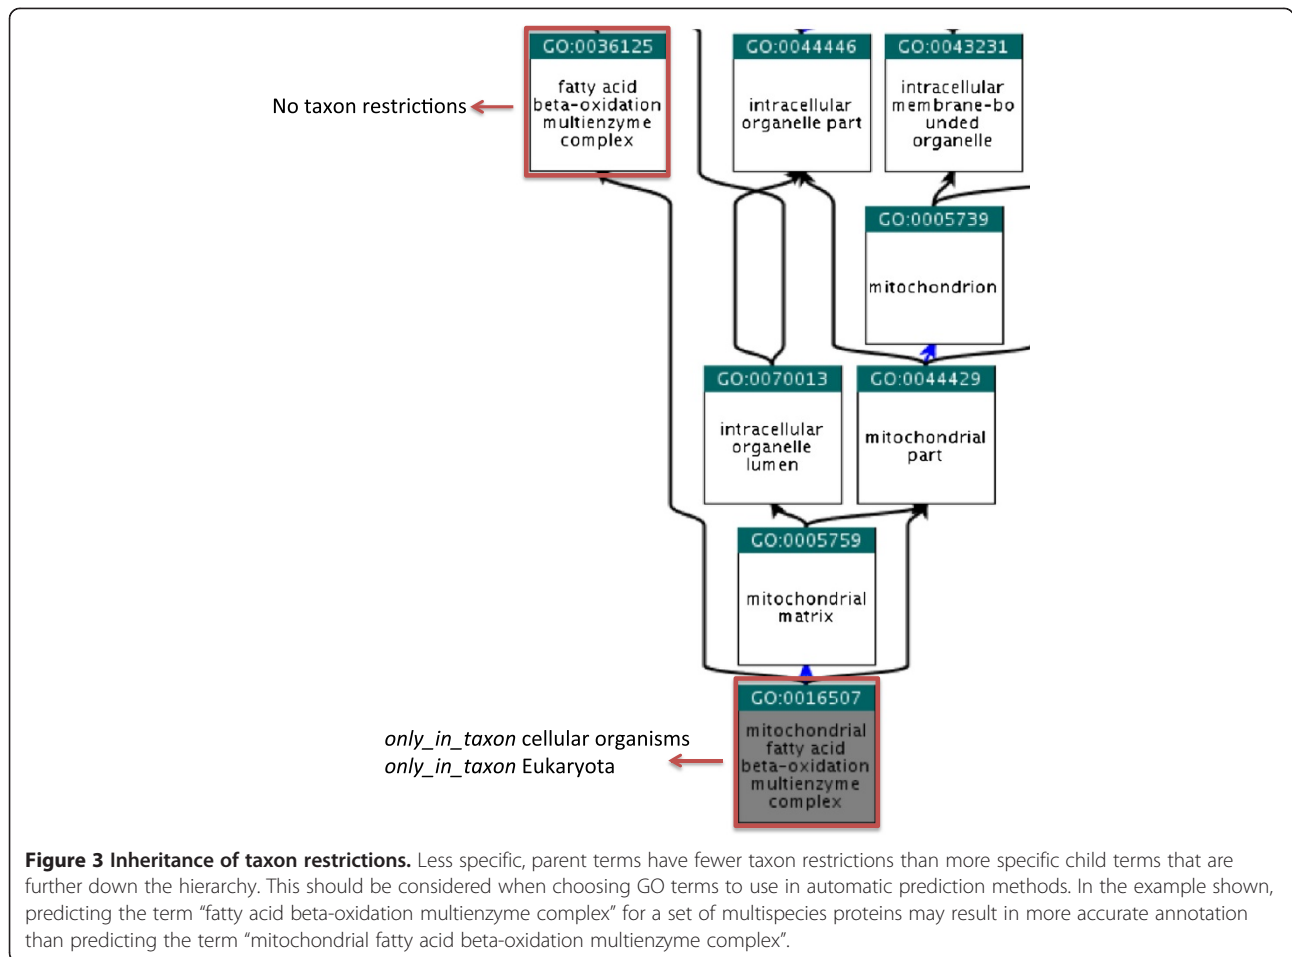 GO:0036125
fatty acid
beta-oxidation
multienzyme
complex
No taxon restrictions
GO:0044446
intracellular
organelle part
GO:0043231
intracellular
membrane-bo
unded
organelle
GO:0005739
mitochondrion
GO:0070013
intracellular
organelle
lumen
GO:0044429
mitochondrial
part
GO:0005759
mitochondrial
matrix
GO:0016507
mitochondrial
fatty acid
beta-oxidation
multienzyme
complex
only_in_taxon cellular organisms
only_in_taxon Eukaryota
Figure 3 Inheritance of taxon restrictions. Less specific, parent terms have fewer taxon restrictions than more specific child terms that are
further down the hierarchy. This should be considered when choosing GO terms to use in automatic prediction methods. In the example shown,
predicting the term “fatty acid beta-oxidation multienzyme complex” for a set of multispecies proteins may result in more accurate annotation
than predicting the term “mitochondrial fatty acid beta-oxidation multienzyme complex”.